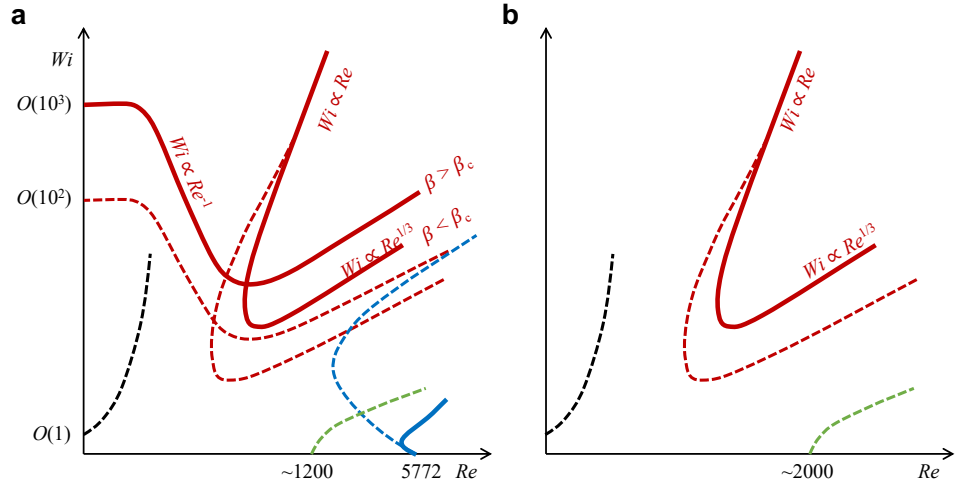 a
Wi
O(10³)
O(10²)
O(1)
Wi ∝ Re⁻¹
Wi ∝ Re
Wi ∝ Re^{1/3}
β > β_c
β < β_c
~1200
5772
Re
b
Wi ∝ Re
Wi ∝ Re^{1/3}
~2000
Re